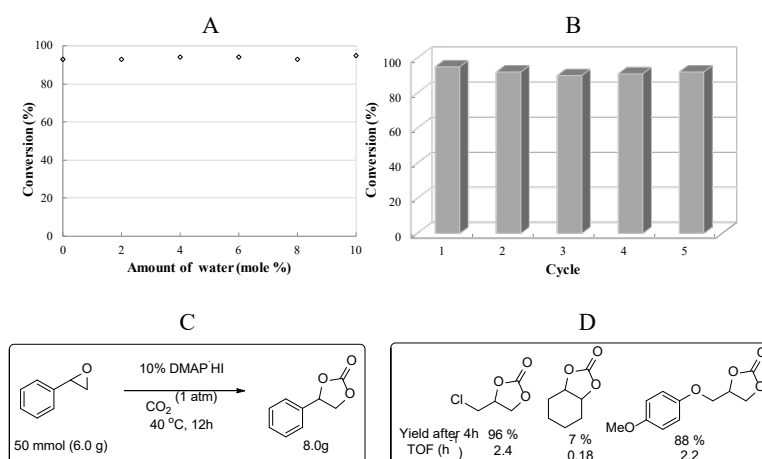 A
B
100
80
60
40
20
0
Conversion (%)
0 2 4 6 8 10
Amount of water (mole %)
100
80
60
40
20
0
Conversion (%)
1 2 3 4 5
Cycle
C
D
O
10% DMAP·HI
CO2 (1 atm)
40 °C, 12h
O
O
O
50 mmol (6.0 g)
8.0g
O
O
O
Cl
O
O
O
O
O
O
O
MeO
Yield after 4h 96 % 7 % 88 %
TOF (h-1) 2.4 0.18 2.2